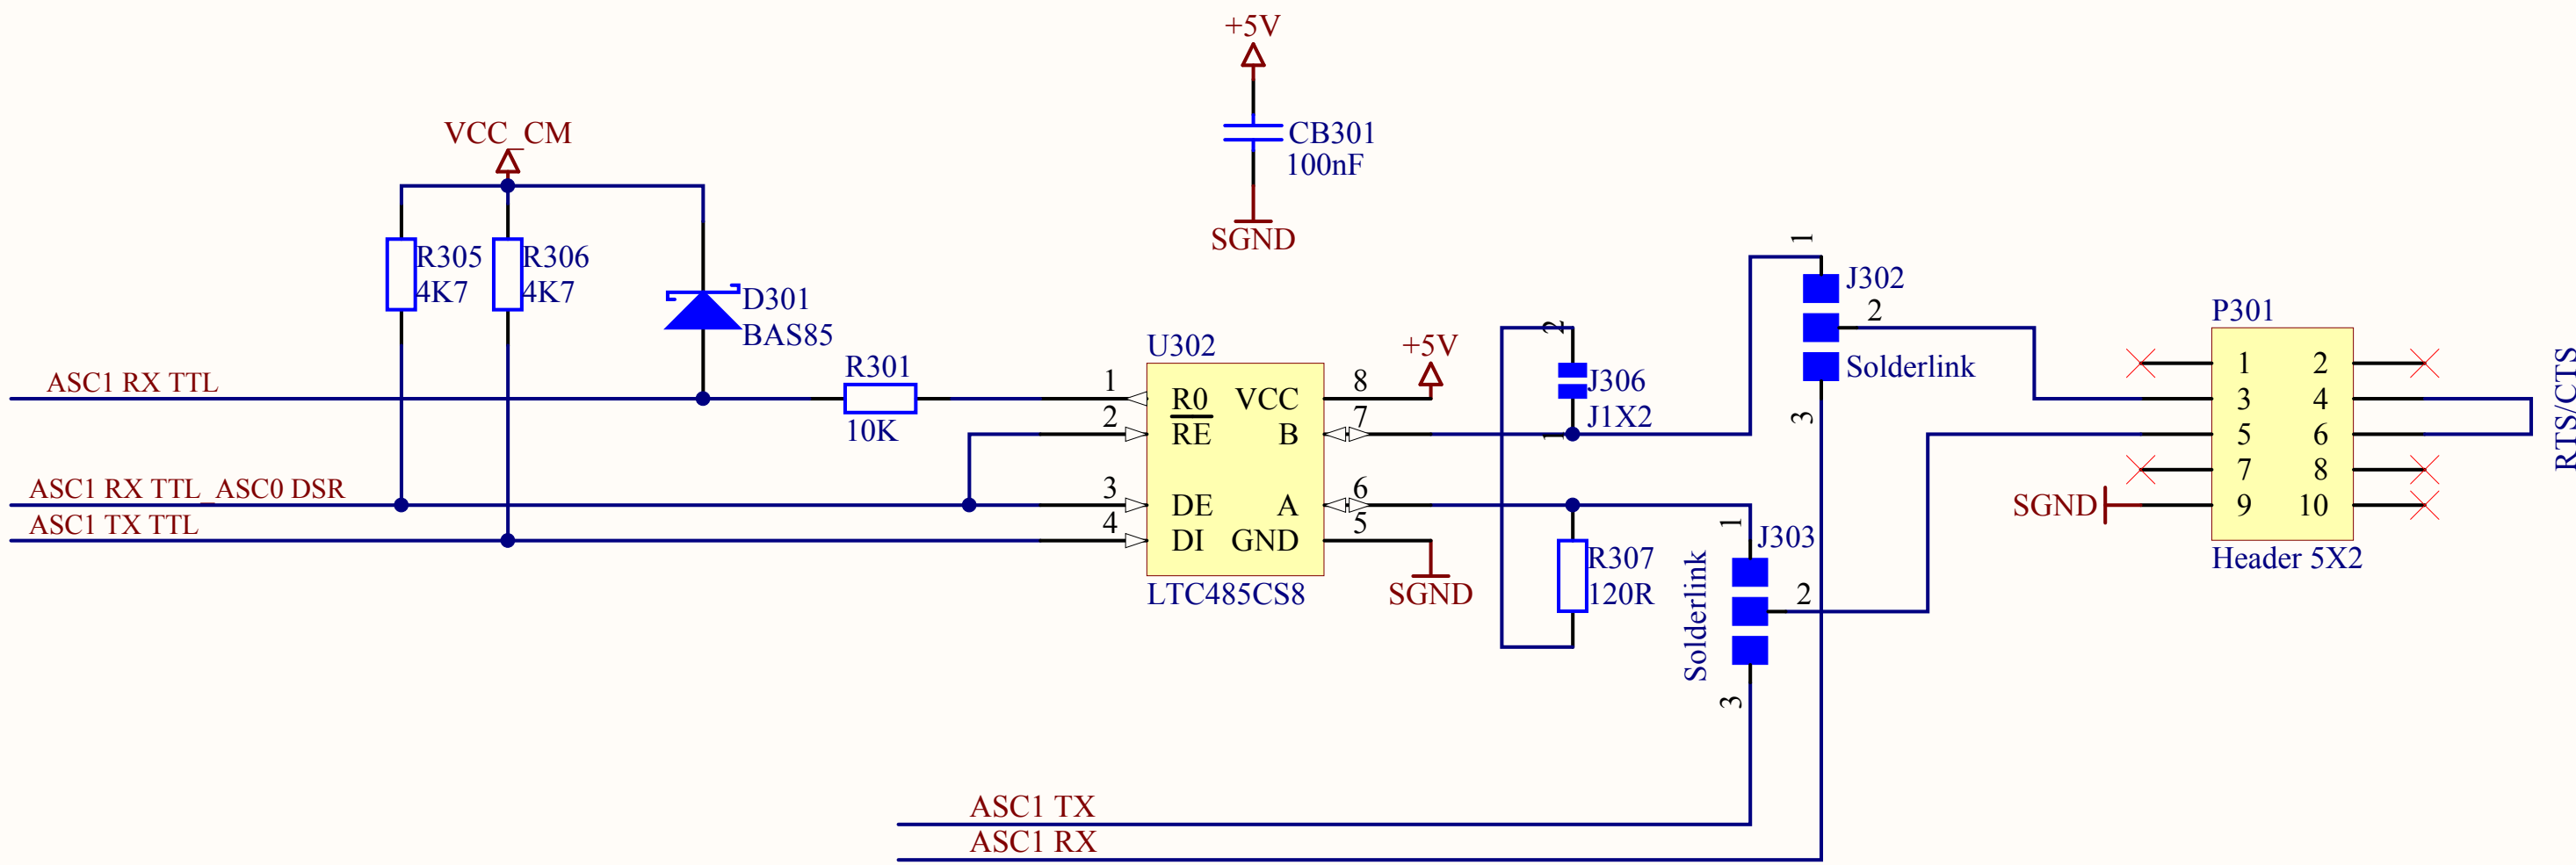 +5V
CB301
100nF
SGND
VCC_CM
R305
4K7
R306
4K7
D301
BAS85
ASC1 RX TTL
R301
10K
ASC1 RX TTL_ASC0 DSR
ASC1 TX TTL
U302
1
2
3
4
R0
RE
DE
DI
VCC
B
A
GND
8
7
6
5
LTC485CS8
+5V
SGND
2
J306
J1X2
1
R307
120R
1
J302
2
Solderlink
3
1
J303
2
Solderlink
3
ASC1 TX
ASC1 RX
P301
1 2
3 4
5 6
7 8
9 10
Header 5X2
SGND
RTS/CTS